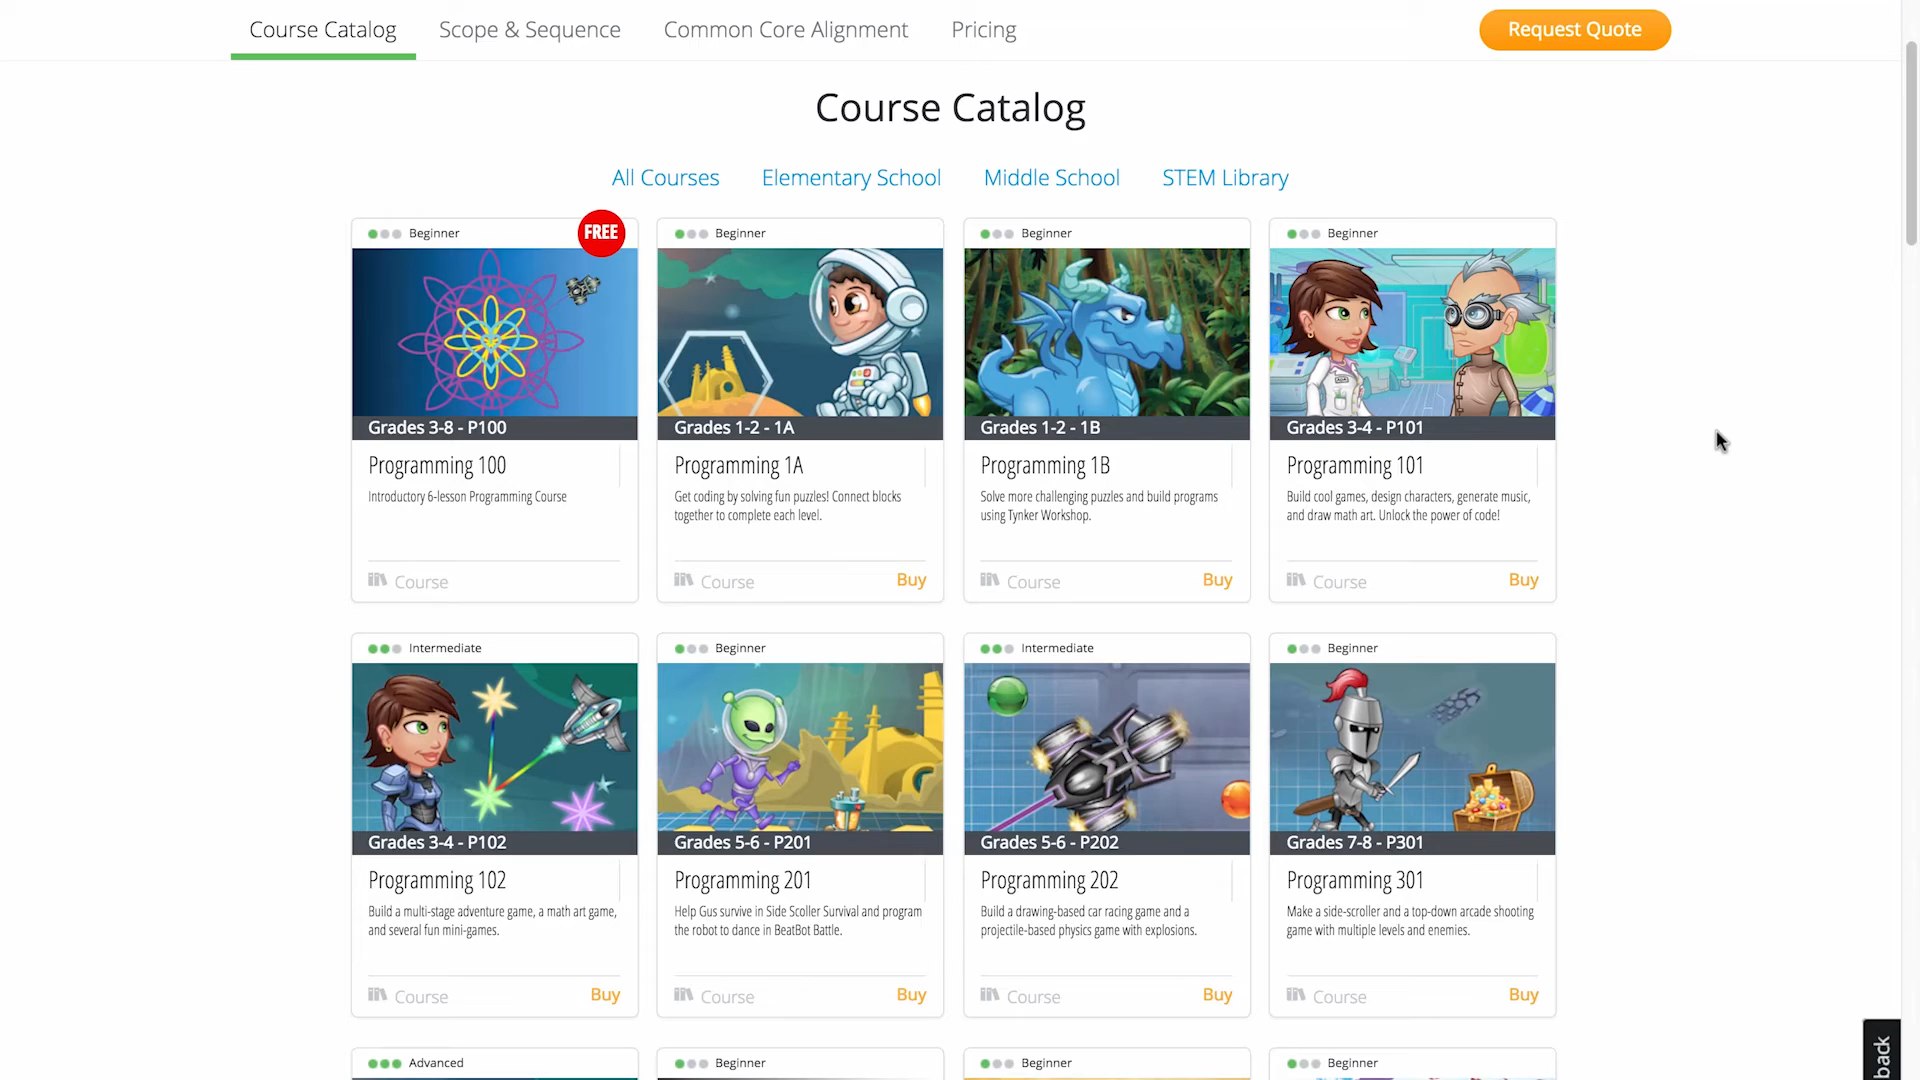 Course Catalog
Scope & Sequence
Common Core Alignment
Pricing
Request Quote
Course Catalog
All Courses
Elementary School
Middle School
STEM Library
Beginner
FREE
Grades 3-8 - P100
Programming 100
Introductory 6-lesson Programming Course
Course
Beginner
Grades 1-2 - 1A
Programming 1A
Get coding by solving fun puzzles! Connect blocks
together to complete each level.
Course
Buy
Beginner
Grades 1-2 - 1B
Programming 1B
Solve more challenging puzzles and build programs
using Tynker Workshop.
Course
Buy
Beginner
Grades 3-4 - P101
Programming 101
Build cool games, design characters, generate music,
and draw math art. Unlock the power of code!
Course
Buy
Intermediate
Grades 3-4 - P102
Programming 102
Build a multi-stage adventure game, a math art game,
and several fun mini-games.
Course
Buy
Beginner
Grades 5-6 - P201
Programming 201
Help Gus survive in Side Scoller Survival and program
the robot to dance in BeatBot Battle.
Course
Buy
Intermediate
Grades 5-6 - P202
Programming 202
Build a drawing-based car racing game and a
projectile-based physics game with explosions.
Course
Buy
Beginner
Grades 7-8 - P301
Programming 301
Make a side-scroller and a top-down arcade shooting
game with multiple levels and enemies.
Course
Buy
Advanced
Beginner
Beginner
Beginner
back